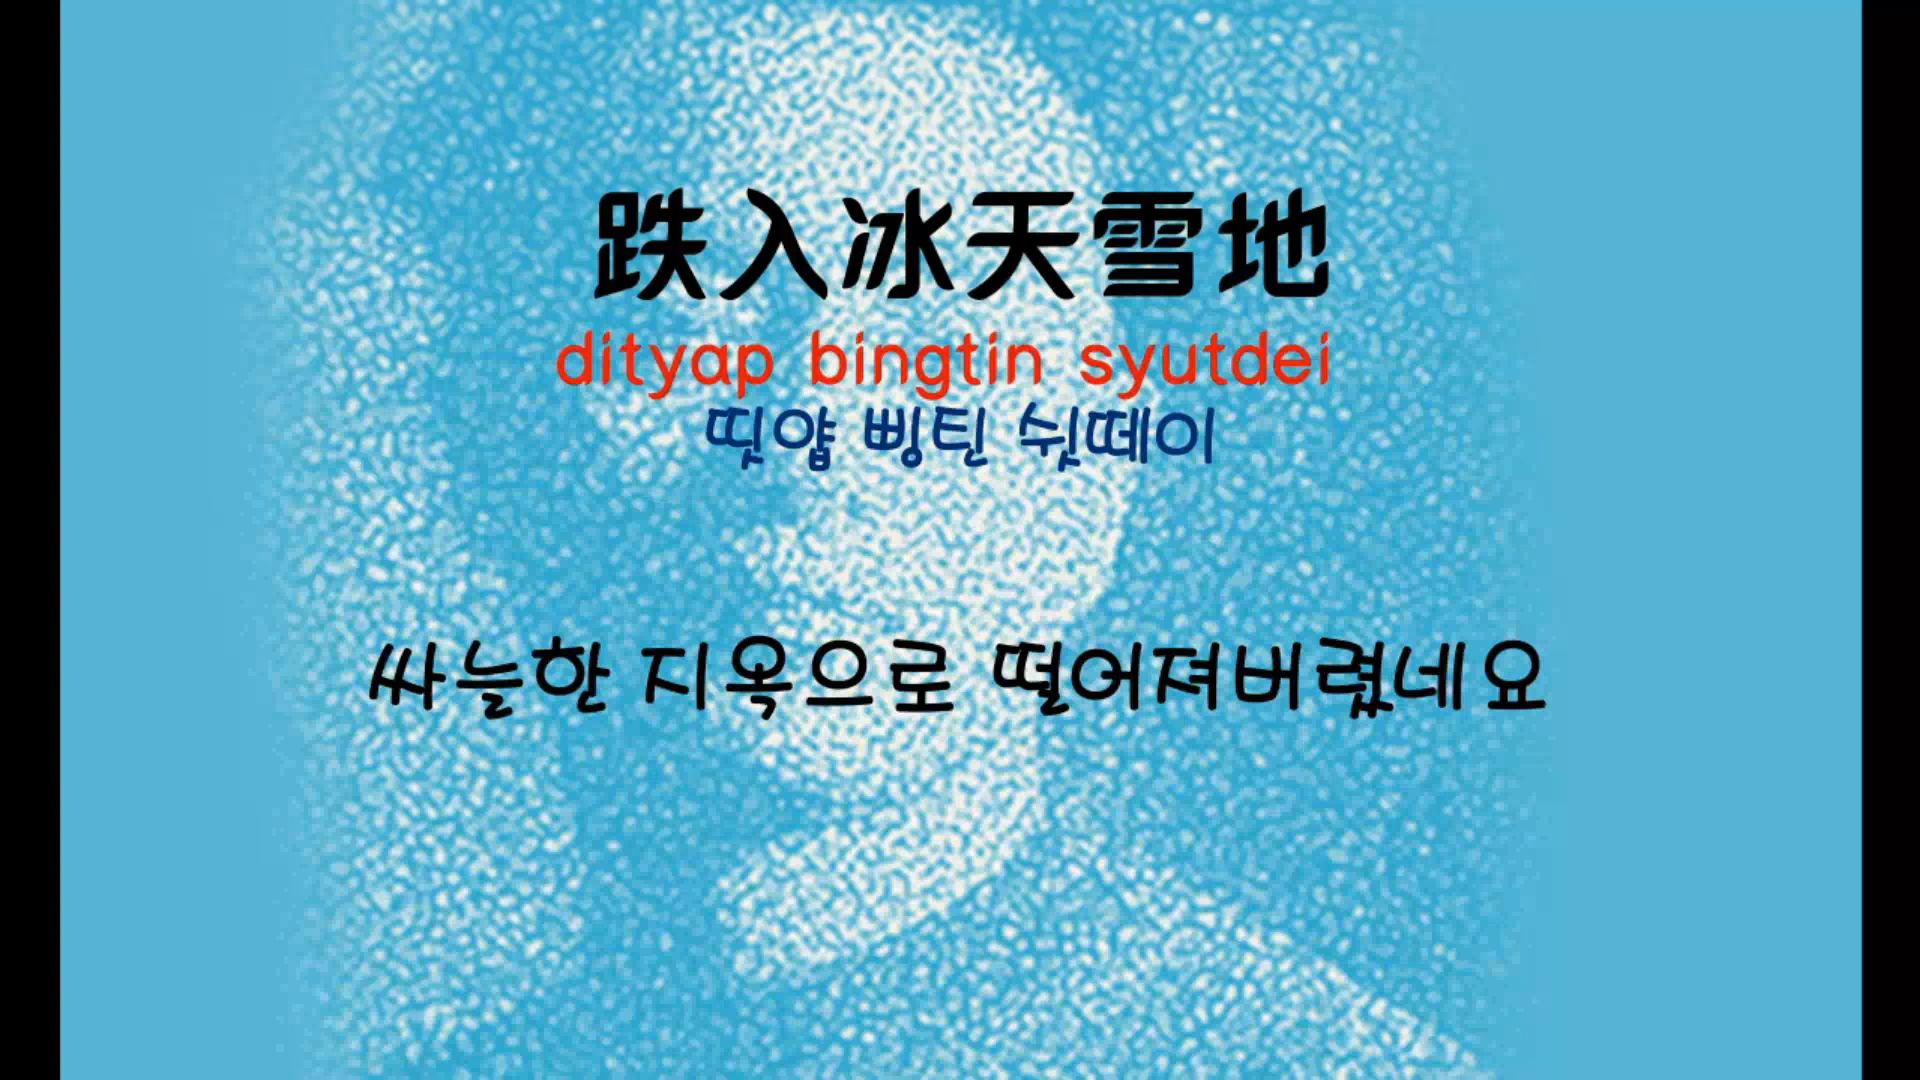 跌入冰天雪地
dityap bingtin syutdei
띳얍 삥틴 쉿떼이
싸늘한 지옥으로 떨어져버렸네요